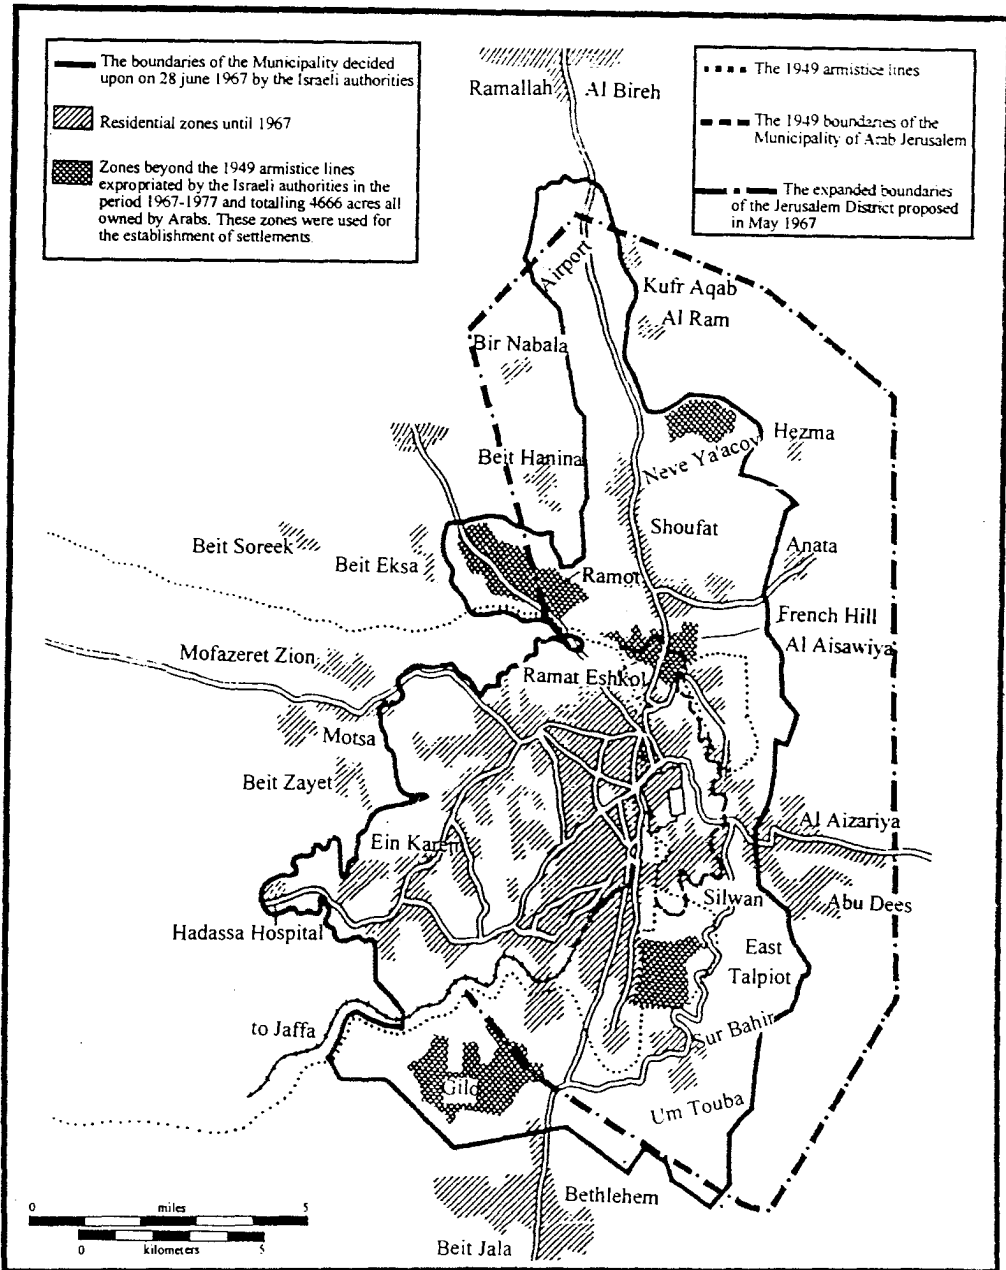 The boundaries of the Municipality decided
upon on 28 june 1967 by the Israeli authorities
Residential zones until 1967
Zones beyond the 1949 armistice lines
expropriated by the Israeli authorities in the
period 1967-1977 and totalling 4666 acres all
owned by Arabs. These zones were used for
the establishment of settlements.
The 1949 armistice lines
The 1949 boundaries of the
Municipality of Arab Jerusalem
The expanded boundaries
of the Jerusalem District proposed
in May 1967
Ramallah
Al Bireh
Airport
Kufr Aqab
Al Ram
Bir Nabala
Hezma
Neve Ya'acov
Beit Hanina
Shoufat
Beit Soreek
Anata
Beit Eksa
Ramot
French Hill
Al Aisawiya
Mofazeret Zion
Ramat Eshkol
Motsa
Beit Zayet
Al Aizariya
Ein Karem
Silwan
Abu Dees
Hadassa Hospital
East
Talpiot
to Jaffa
Sur Bahir
Gilo
Um Touba
Bethlehem
Beit Jala
0 miles 5
0 kilometers 5